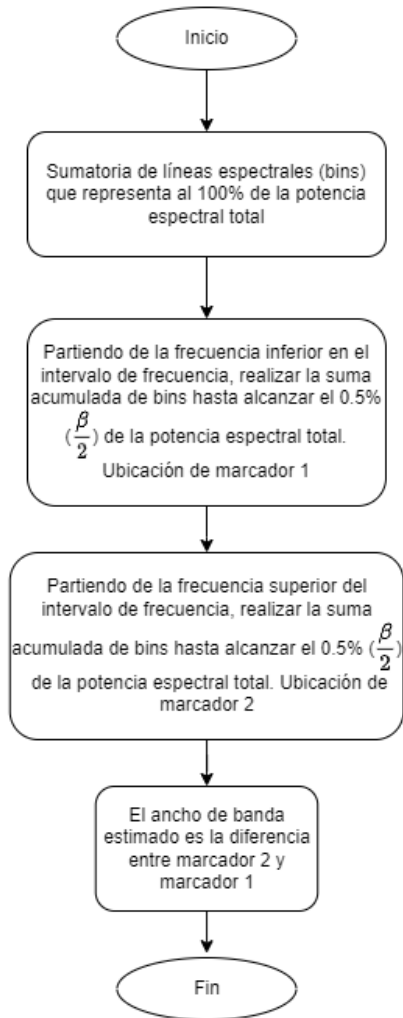 Inicio
Sumatoria de líneas espectrales (bins)
que representa al 100% de la potencia
espectral total
Partiendo de la frecuencia inferior en el
intervalo de frecuencia, realizar la suma
acumulada de bins hasta alcanzar el 0.5%
(β/2) de la potencia espectral total.
Ubicación de marcador 1
Partiendo de la frecuencia superior del
intervalo de frecuencia, realizar la suma
acumulada de bins hasta alcanzar el 0.5% (β/2)
de la potencia espectral total. Ubicación de
marcador 2
El ancho de banda
estimado es la diferencia
entre marcador 2 y
marcador 1
Fin